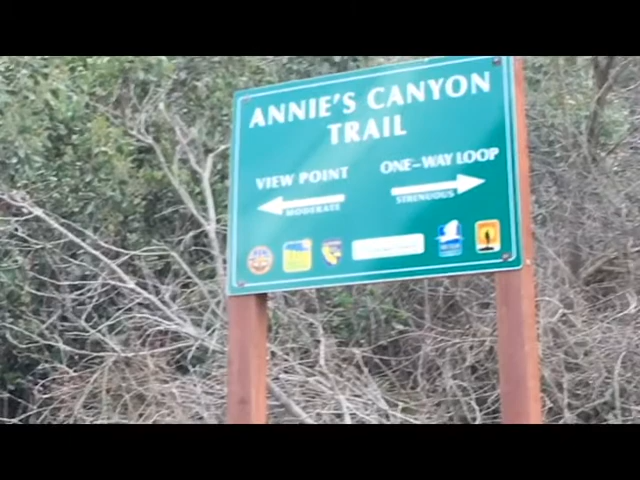 ANNIE'S CANYON
TRAIL
VIEW POINT
MODERATE
ONE-WAY LOOP
STRENUOUS